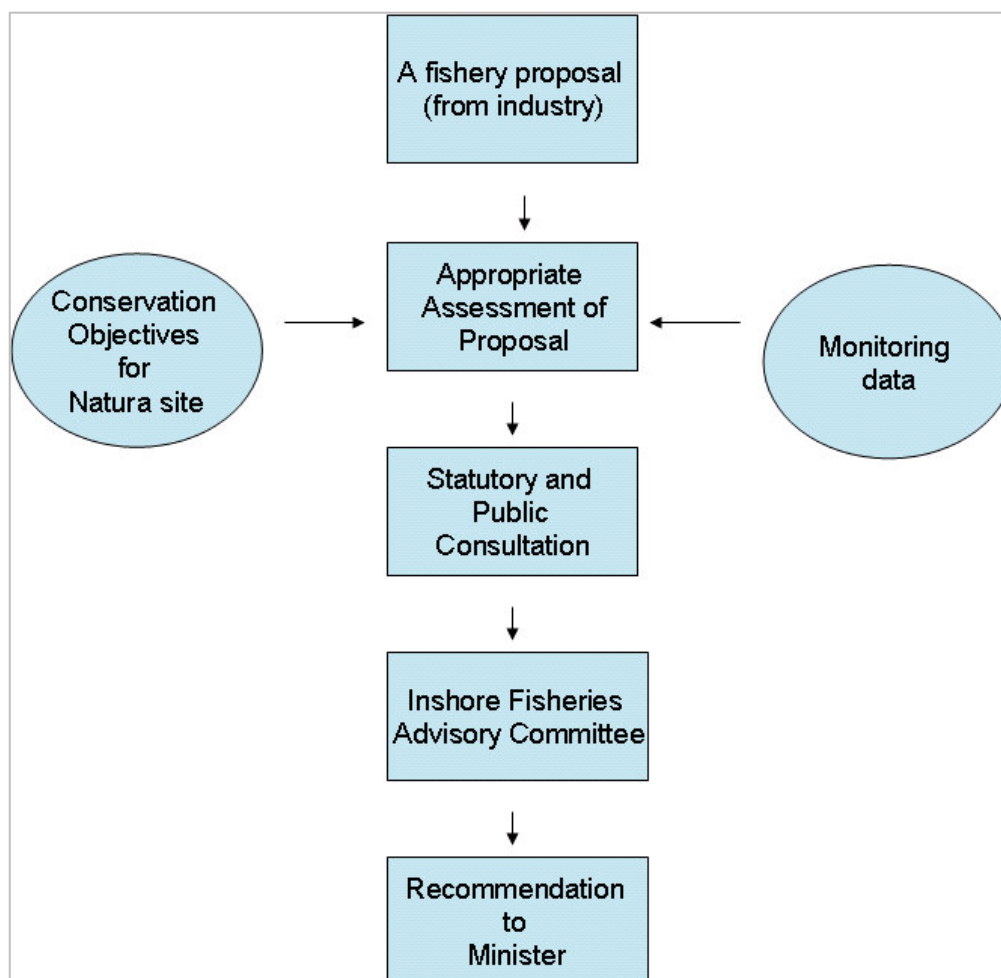 A fishery proposal
(from industry)
Conservation
Objectives
for
Natura site
Appropriate
Assessment of
Proposal
Monitoring
data
Statutory and
Public
Consultation
Inshore Fisheries
Advisory Committee
Recommendation
to
Minister